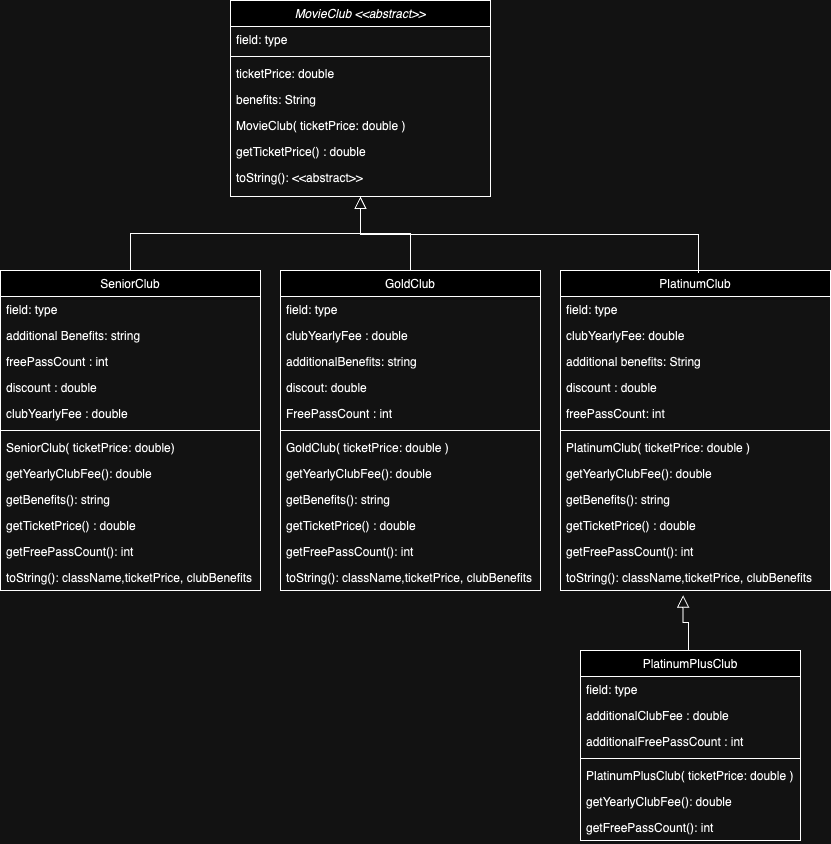 MovieClub <<abstract>>
field: type
ticketPrice: double
benefits: String
MovieClub( ticketPrice: double )
getTicketPrice() : double
toString(): <<abstract>>
SeniorClub
field: type
additional Benefits: string
freePassCount : int
discount : double
clubYearlyFee : double
SeniorClub( ticketPrice: double)
getYearlyClubFee(): double
getBenefits(): string
getTicketPrice() : double
getFreePassCount(): int
toString(): className,ticketPrice, clubBenefits
GoldClub
field: type
clubYearlyFee : double
additionalBenefits: string
discout: double
FreePassCount : int
GoldClub( ticketPrice: double )
getYearlyClubFee(): double
getBenefits(): string
getTicketPrice() : double
getFreePassCount(): int
toString(): className,ticketPrice, clubBenefits
PlatinumClub
field: type
clubYearlyFee: double
additional benefits: String
discount : double
freePassCount: int
PlatinumClub( ticketPrice: double )
getYearlyClubFee(): double
getBenefits(): string
getTicketPrice() : double
getFreePassCount(): int
toString(): className,ticketPrice, clubBenefits
PlatinumPlusClub
field: type
additionalClubFee : double
additionalFreePassCount : int
PlatinumPlusClub( ticketPrice: double )
getYearlyClubFee(): double
getFreePassCount(): int